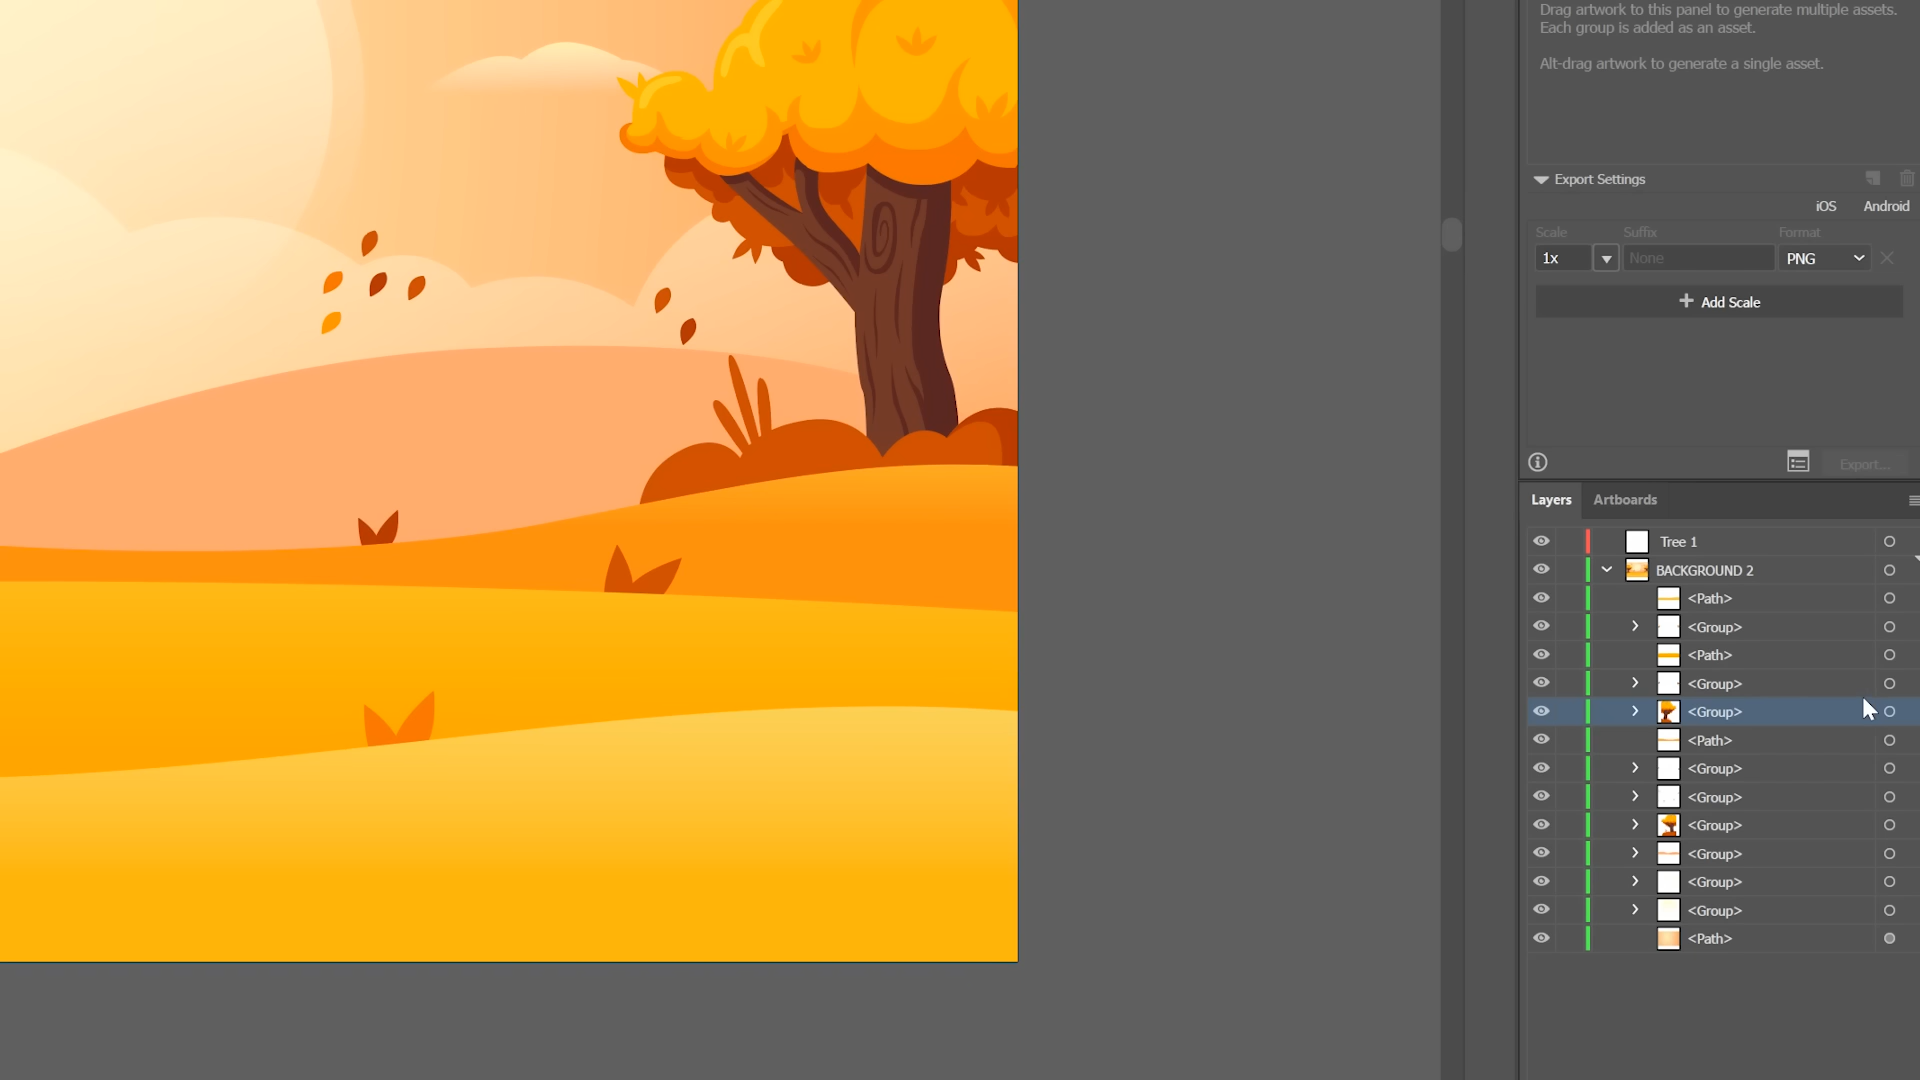 Drag artwork to this panel to generate multiple assets.
Each group is added as an asset.
Alt-drag artwork to generate a single asset.
Export Settings
iOS Android
Scale Suffix Format
1x None PNG
+ Add Scale
Export...
Layers Artboards
Tree 1
BACKGROUND 2
<Path>
<Group>
<Path>
<Group>
<Group>
<Path>
<Group>
<Group>
<Group>
<Group>
<Group>
<Group>
<Path>